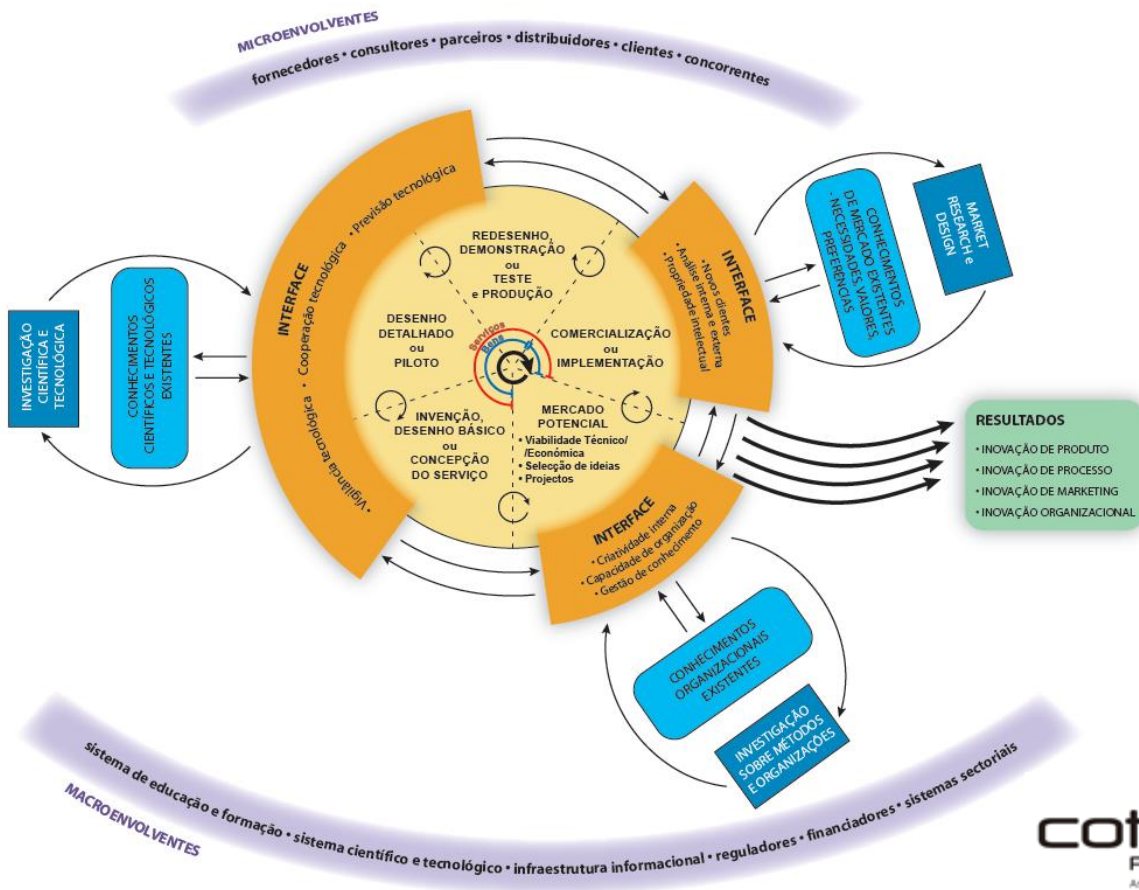 MICROENVOLVENTES
fornecedores • consultores • parceiros • distribuidores • clientes • concorrentes
INTERFACE
• Vigilância tecnológica • Cooperação tecnológica • Previsão tecnológica
INVESTIGAÇÃO
CIENTÍFICA E
TECNOLÓGICA
CONHECIMENTOS
CIENTÍFICOS E TECNOLÓGICOS
EXISTENTES
REDESENHO,
DEMONSTRAÇÃO
ou
TESTE
e PRODUÇÃO
DESENHO
DETALHADO
ou
PILOTO
Serviços
Bens
COMERCIALIZAÇÃO
ou
IMPLEMENTAÇÃO
INVENÇÃO,
DESENHO BÁSICO
ou
CONCEPÇÃO
DO SERVIÇO
MERCADO
POTENCIAL
• Viabilidade Técnico/
/Económica
• Selecção de ideias
• Projectos
INTERFACE
• Novos clientes
• Análise interna e externa
• Propriedade intelectual
CONHECIMENTOS
DE MERCADO EXISTENTES
- NECESSIDADES, VALORES,
PREFERENCIAS
MARKET
RESEARCH e
DESIGN
RESULTADOS
• INOVAÇÃO DE PRODUTO
• INOVAÇÃO DE PROCESSO
• INOVAÇÃO DE MARKETING
• INOVAÇÃO ORGANIZACIONAL
INTERFACE
• Criatividade interna
• Capacidade de organização
• Gestão de conhecimento
CONHECIMENTOS
ORGANIZACIONAIS
EXISTENTES
INVESTIGAÇÃO
SOBRE MÉTODOS
E ORGANIZAÇÕES
sistema de educação e formação • sistema científico e tecnológico • infraestrutura informacional • reguladores • financiadores • sistemas sectoriais
MACROENVOLVENTES